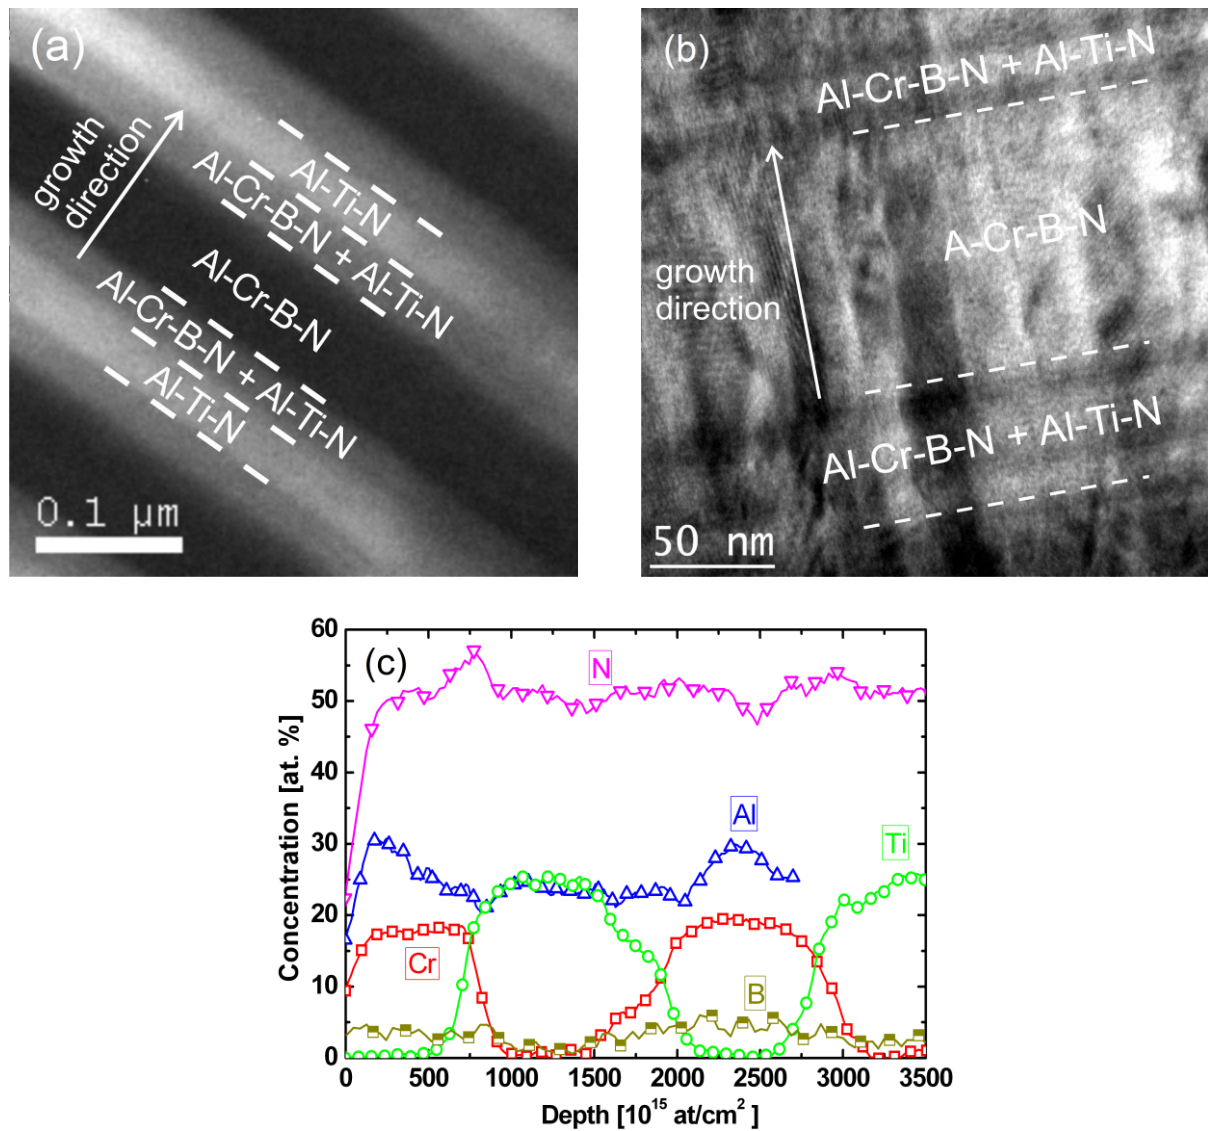 (a)
growth
direction
Al-Ti-N
Al-Cr-B-N + Al-Ti-N
Al-Cr-B-N
Al-Cr-B-N + Al-Ti-N
Al-Ti-N
0.1 µm
(b)
Al-Cr-B-N + Al-Ti-N
growth
direction
A-Cr-B-N
Al-Cr-B-N + Al-Ti-N
50 nm
(c)
N
Al
Ti
Cr
B
Concentration [at. %]
60
50
40
30
20
10
0
0 500 1000 1500 2000 2500 3000 3500
Depth [10¹⁵ at/cm² ]